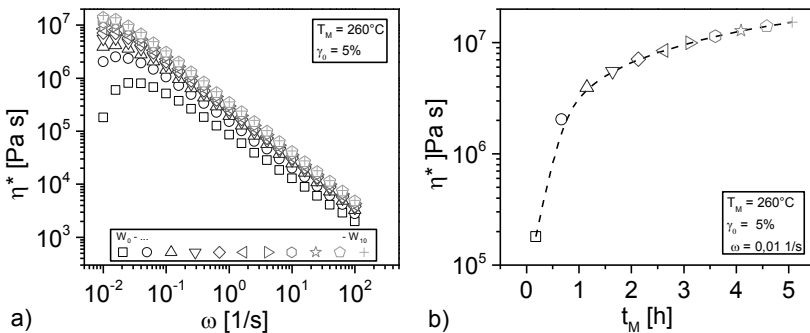 10⁷
10⁶
10⁵
10⁴
10³
η* [Pa s]
T_M = 260°C
γ₀ = 5%
W₀ - ...
- W₁₀
10⁻² 10⁻¹ 10⁰ 10¹ 10²
ω [1/s]
a)
10⁷
10⁶
10⁵
η* ]Pa s]
T_M = 260°C
γ₀ = 5%
ω = 0,01 1/s
0 1 2 3 4 5
t_M [h]
b)